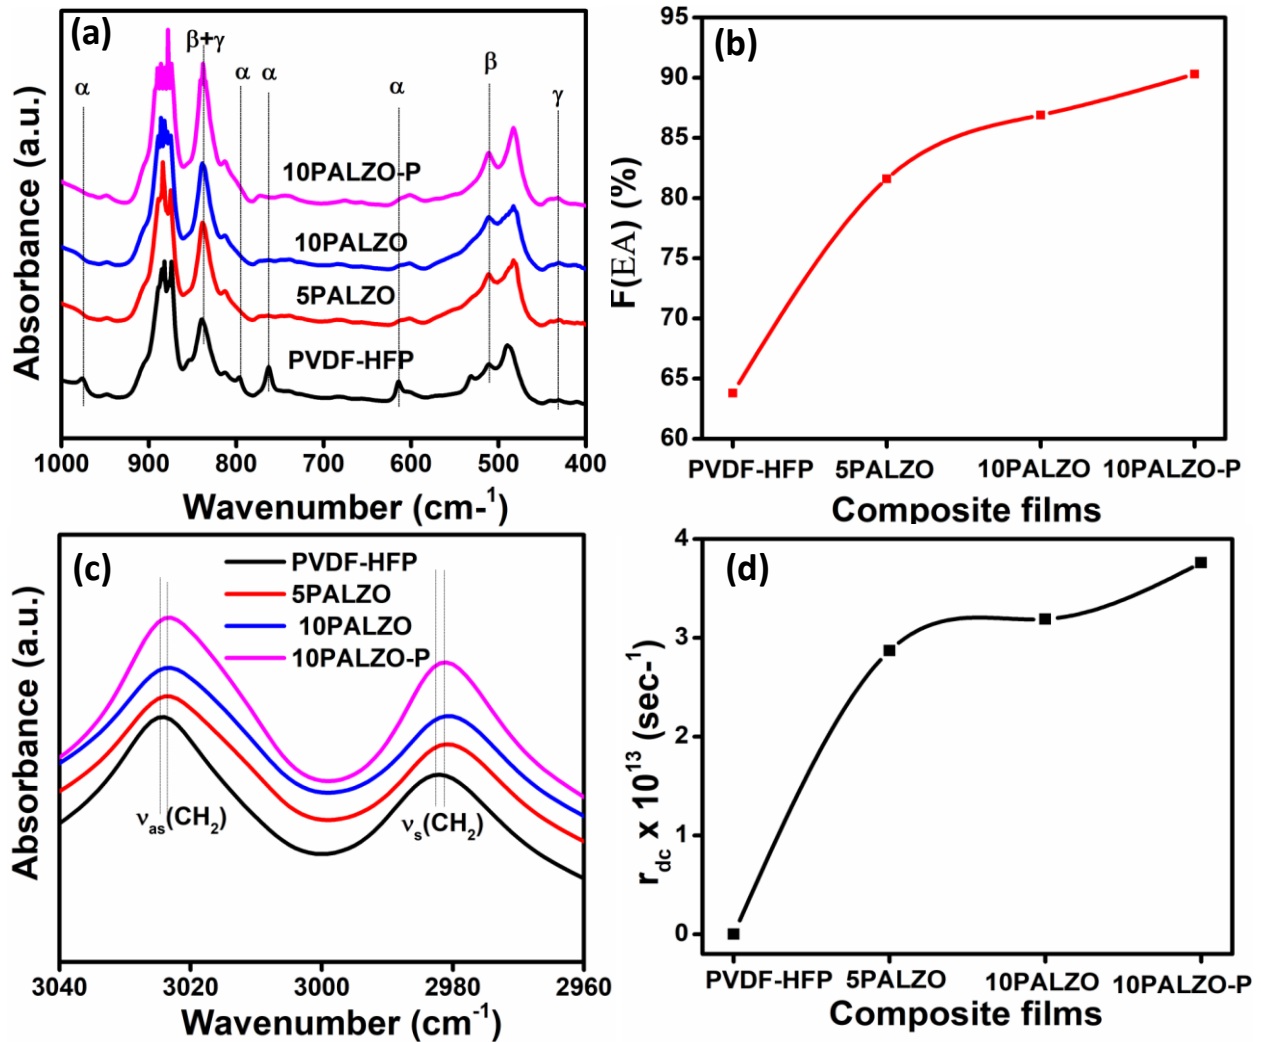 (a)
α
β+γ
α
α
α
β
γ
10PALZO-P
10PALZO
5PALZO
PVDF-HFP
Absorbance (a.u.)
1000 900 800 700 600 500 400
Wavenumber (cm-¹)
(b)
95
90
85
80
75
70
65
60
F(EA) (%)
PVDF-HFP 5PALZO 10PALZO 10PALZO-P
Composite films
(c)
PVDF-HFP
5PALZO
10PALZO
10PALZO-P
νas(CH₂)
νs(CH₂)
Absorbance (a.u.)
3040 3020 3000 2980 2960
Wavenumber (cm⁻¹)
(d)
4
3
2
1
0
rdc x 10¹³ (sec-¹)
PVDF-HFP 5PALZO 10PALZO 10PALZO-P
Composite films